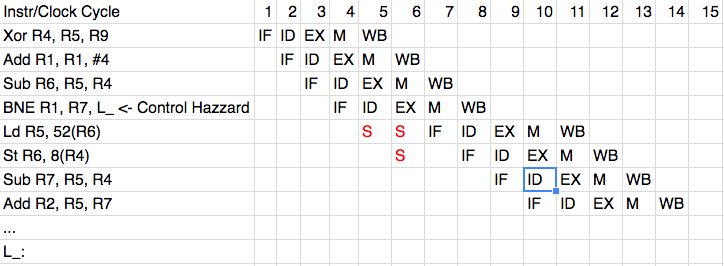 Instr/Clock Cycle 1 2 3 4 5 6 7 8 9 10 11 12 13 14 15
Xor R4, R5, R9 IF ID EX M WB
Add R1, R1, #4 IF ID EX M WB
Sub R6, R5, R4 IF ID EX M WB
BNE R1, R7, L_ <- Control Hazzard IF ID EX M WB
Ld R5, 52(R6) S S IF ID EX M WB
St R6, 8(R4) S IF ID EX M WB
Sub R7, R5, R4 IF ID EX M WB
Add R2, R5, R7 IF ID EX M WB
...
L_: